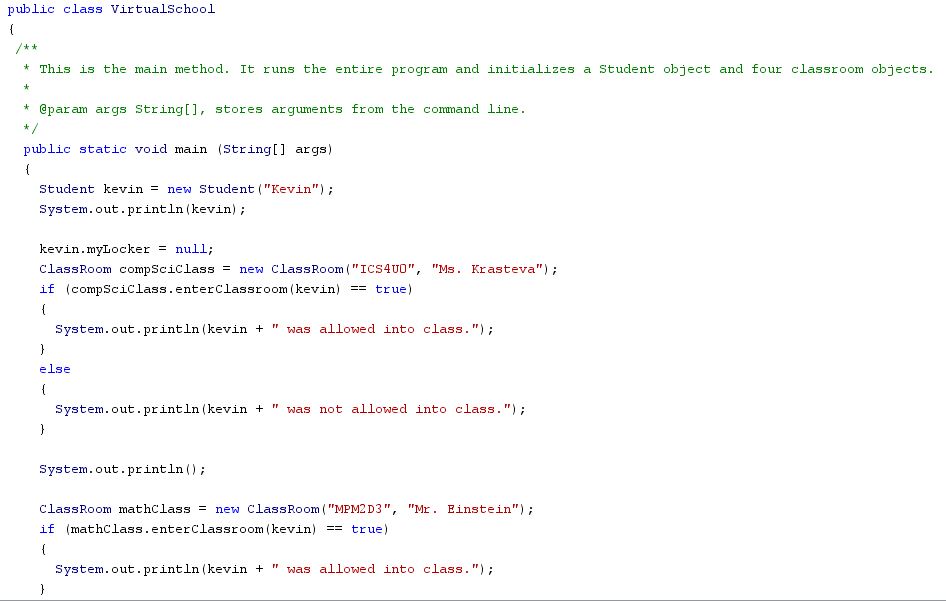 public class VirtualSchool
{
/**
* This is the main method. It runs the entire program and initializes a Student object and four classroom objects.
*
* @param args String[], stores arguments from the command line.
*/
public static void main (String[] args)
{
Student kevin = new Student("Kevin");
System.out.println(kevin);
kevin.myLocker = null;
ClassRoom compSciClass = new ClassRoom("ICS4U0", "Ms. Krasteva");
if (compSciClass.enterClassroom(kevin) == true)
{
System.out.println(kevin + " was allowed into class.");
}
else
{
System.out.println(kevin + " was not allowed into class.");
}
System.out.println();
ClassRoom mathClass = new ClassRoom("MPM2D3", "Mr. Einstein");
if (mathClass.enterClassroom(kevin) == true)
{
System.out.println(kevin + " was allowed into class.");
}